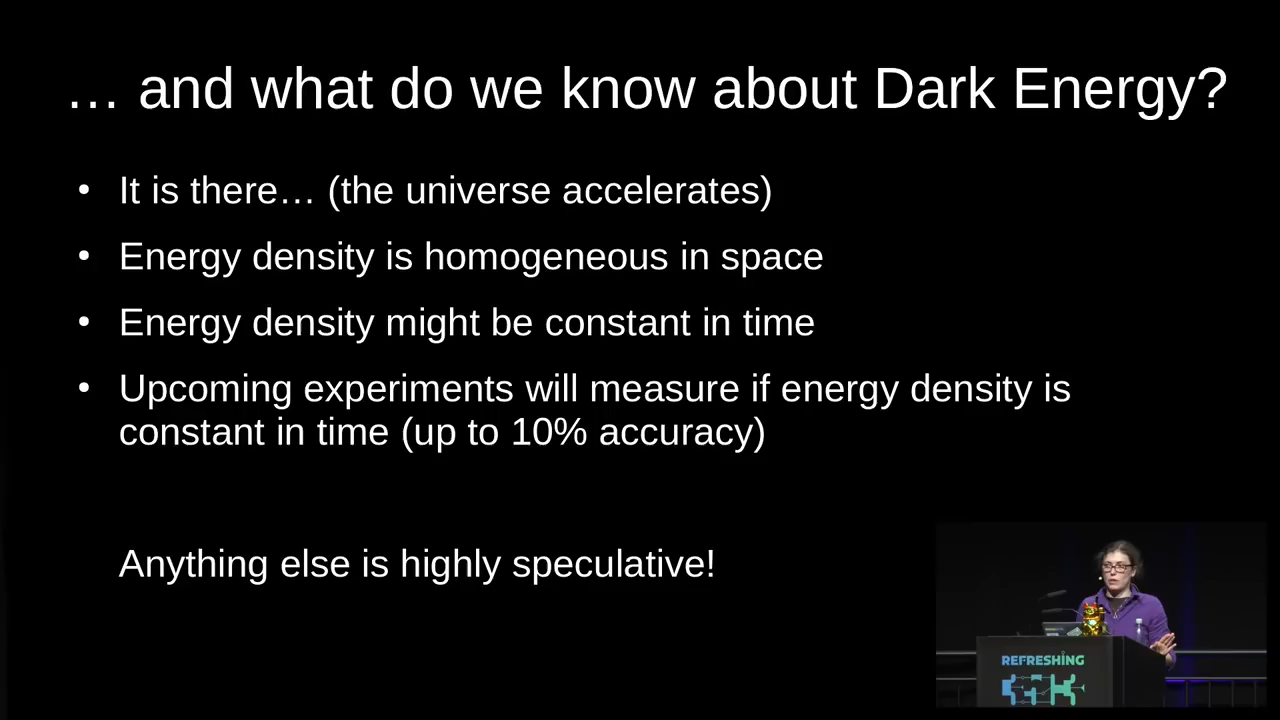 … and what do we know about Dark Energy?
• It is there… (the universe accelerates)
• Energy density is homogeneous in space
• Energy density might be constant in time
• Upcoming experiments will measure if energy density is
constant in time (up to 10% accuracy)
Anything else is highly speculative!
REFRESHING